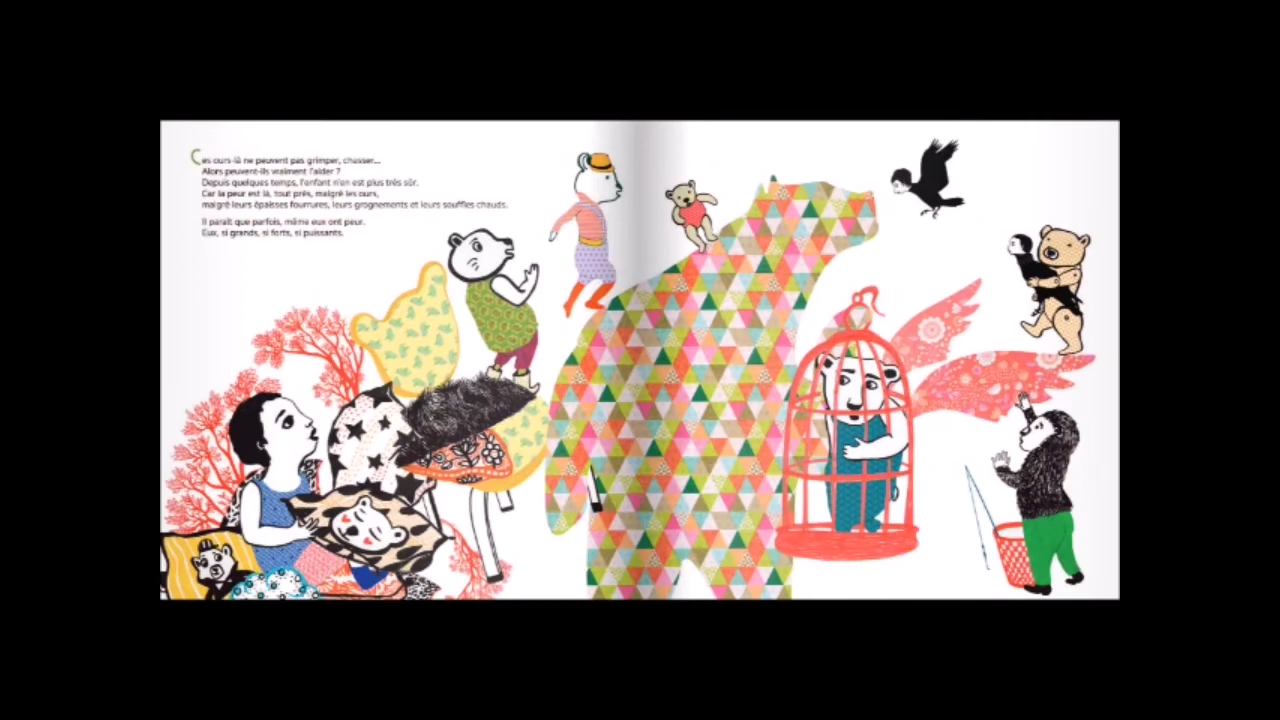 Ces ours-là ne peuvent pas grimper, chasser...
Alors peuvent-ils vraiment l'aider ?
Depuis quelques temps, l'enfant n'en est plus très sûr.
Car la peur est là, tout près, malgré les ours,
malgré leurs épaisses fourrures, leurs grognements et leurs souffles chauds.
Il paraît que parfois, même eux ont peur.
Eux, si grands, si forts, si puissants.